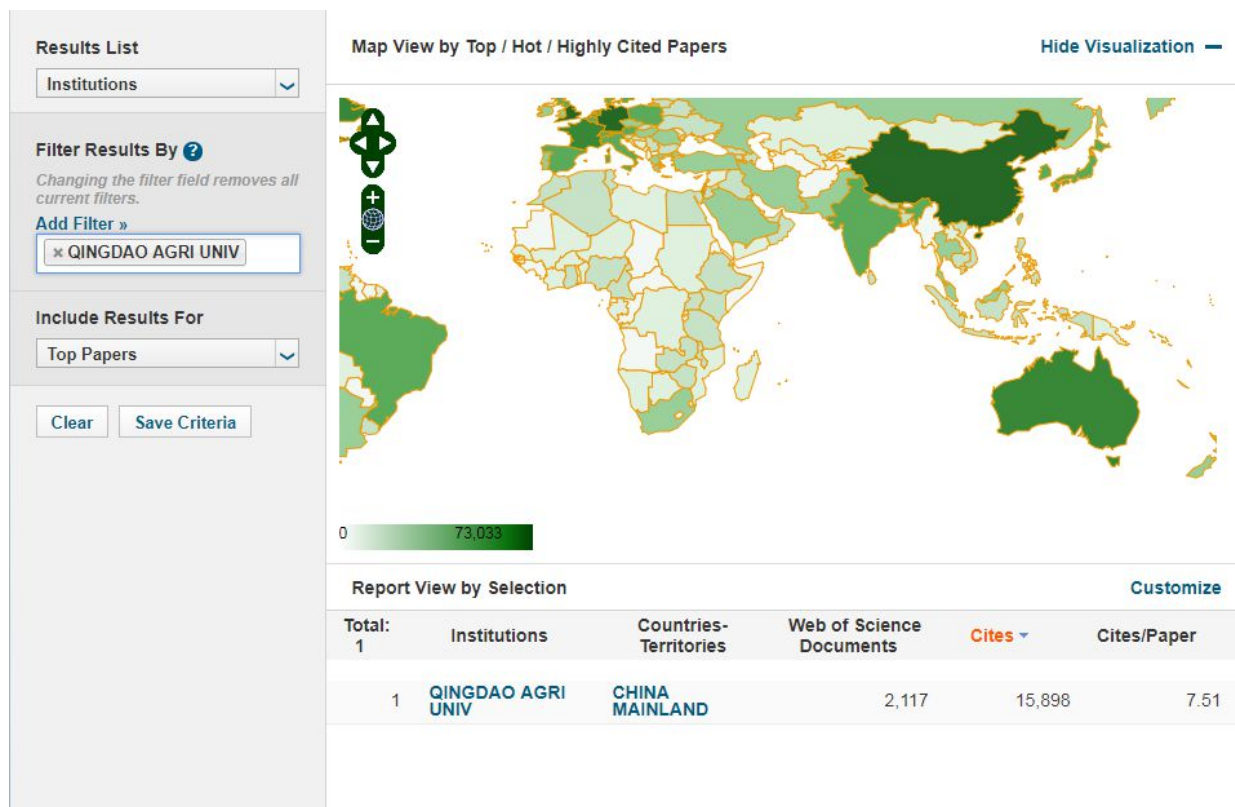 Results List
Institutions
Filter Results By ?
Changing the filter field removes all
current filters.
Add Filter »
× QINGDAO AGRI UNIV
Include Results For
Top Papers
Clear Save Criteria
Map View by Top / Hot / Highly Cited Papers Hide Visualization —
+
−
0 73,033
Report View by Selection Customize
Total:
1 Institutions Countries-
Territories Web of Science
Documents Cites Cites/Paper
1 QINGDAO AGRI
UNIV CHINA
MAINLAND 2,117 15,898 7.51